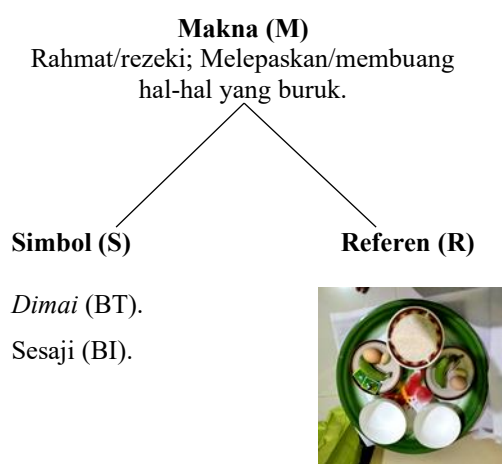 Makna (M)
Rahmat/rezeki; Melepaskan/membuang
hal-hal yang buruk.
Simbol (S)
Referen (R)
Dimai (BT).
Sesaji (BI).